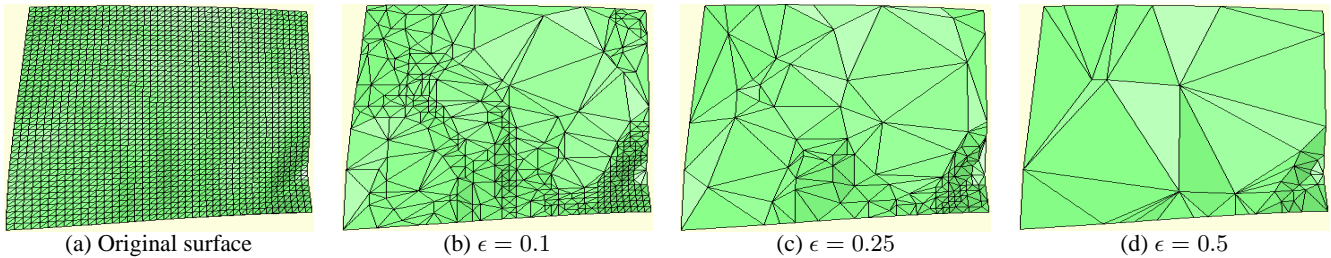 (a) Original surface
(b) ϵ = 0.1
(c) ϵ = 0.25
(d) ϵ = 0.5